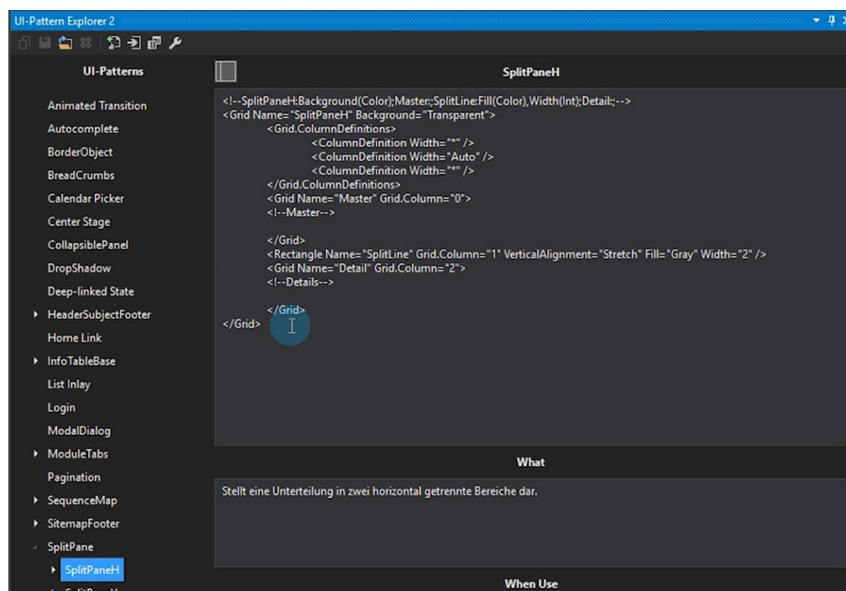 UI-Pattern Explorer 2
UI-Patterns
Animated Transition
Autocomplete
BorderObject
BreadCrumbs
Calendar Picker
Center Stage
CollapsiblePanel
DropShadow
Deep-linked State
HeaderSubjectFooter
Home Link
InfoTableBase
List Inlay
Login
ModalDialog
ModuleTabs
Pagination
SequenceMap
SitemapFooter
SplitPane
SplitPaneH
SplitPaneH
<!--SplitPaneH:Background(Color);Master:;SplitLine:Fill(Color),Width(Int);Detail:;-->
<Grid Name="SplitPaneH" Background="Transparent">
<Grid.ColumnDefinitions>
<ColumnDefinition Width="*" />
<ColumnDefinition Width="Auto" />
<ColumnDefinition Width="*" />
</Grid.ColumnDefinitions>
<Grid Name="Master" Grid.Column="0">
<!--Master-->
</Grid>
<Rectangle Name="SplitLine" Grid.Column="1" VerticalAlignment="Stretch" Fill="Gray" Width="2" />
<Grid Name="Detail" Grid.Column="2">
<!--Details-->
</Grid>
</Grid>
What
Stellt eine Unterteilung in zwei horizontal getrennte Bereiche dar.
When Use